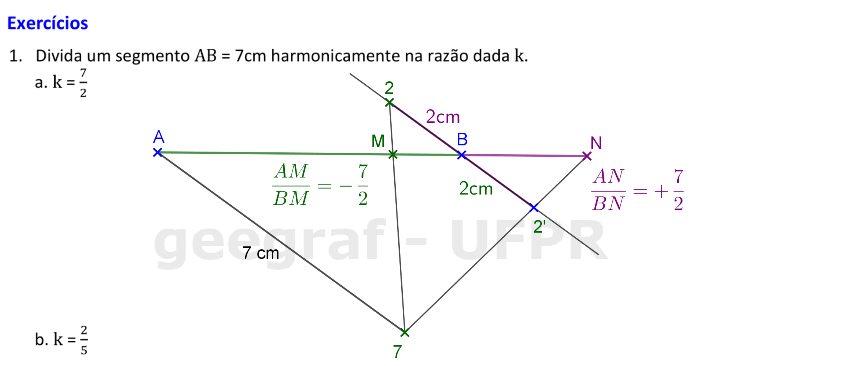 Exercícios
1. Divida um segmento AB = 7cm harmonicamente na razão dada k.
a. k = 7/2
2
2cm
A
M
B
N
AM/BM = − 7/2
2cm
AN/BN = + 7/2
2'
geegraf - UFPR
7 cm
7
b. k = 2/5